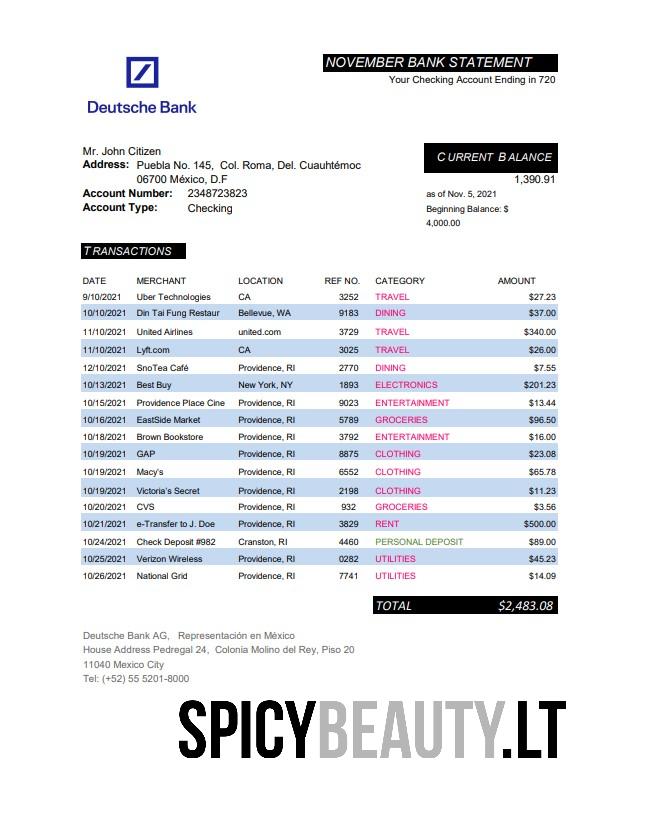 NOVEMBER BANK STATEMENT
Your Checking Account Ending in 720
Deutsche Bank
Mr. John Citizen
Address: Puebla No. 145, Col. Roma, Del. Cuauhtémoc
06700 México, D.F
Account Number: 2348723823
Account Type: Checking
CURRENT BALANCE
1,390.91
as of Nov. 5, 2021
Beginning Balance: $
4,000.00
TRANSACTIONS
DATE MERCHANT LOCATION REF NO. CATEGORY AMOUNT
9/10/2021 Uber Technologies CA 3252 TRAVEL $27.23
10/10/2021 Din Tai Fung Restaur Bellevue, WA 9183 DINING $37.00
11/10/2021 United Airlines united.com 3729 TRAVEL $340.00
11/10/2021 Lyft.com CA 3025 TRAVEL $26.00
12/10/2021 SnoTea Café Providence, RI 2770 DINING $7.55
10/13/2021 Best Buy New York, NY 1893 ELECTRONICS $201.23
10/15/2021 Providence Place Cine Providence, RI 9023 ENTERTAINMENT $13.44
10/16/2021 EastSide Market Providence, RI 5789 GROCERIES $96.50
10/18/2021 Brown Bookstore Providence, RI 3792 ENTERTAINMENT $16.00
10/19/2021 GAP Providence, RI 8875 CLOTHING $23.08
10/19/2021 Macy's Providence, RI 6552 CLOTHING $65.78
10/19/2021 Victoria's Secret Providence, RI 2198 CLOTHING $11.23
10/20/2021 CVS Providence, RI 932 GROCERIES $3.56
10/21/2021 e-Transfer to J. Doe Providence, RI 3829 RENT $500.00
10/24/2021 Check Deposit #982 Cranston, RI 4460 PERSONAL DEPOSIT $89.00
10/25/2021 Verizon Wireless Providence, RI 0282 UTILITIES $45.23
10/26/2021 National Grid Providence, RI 7741 UTILITIES $14.09
TOTAL $2,483.08
Deutsche Bank AG, Representación en México
House Address Pedregal 24, Colonia Molino del Rey, Piso 20
11040 Mexico City
Tel: (+52) 55 5201-8000
SPICYBEAUTY.LT